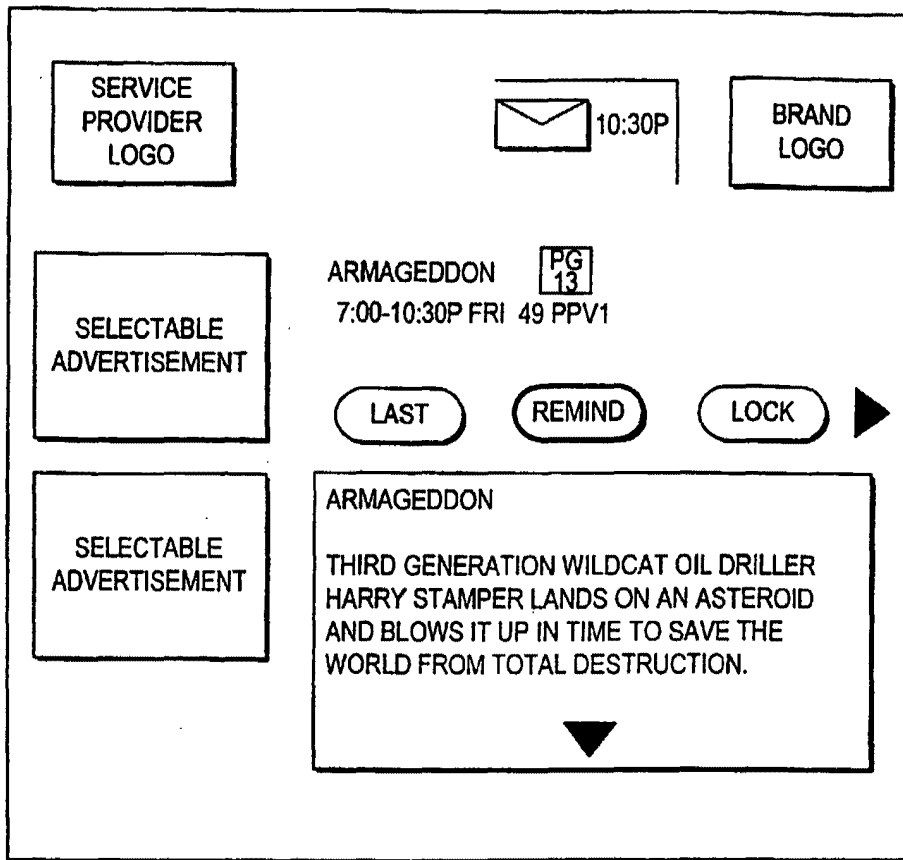 SERVICE
PROVIDER
LOGO
10:30P
BRAND
LOGO
SELECTABLE
ADVERTISEMENT
ARMAGEDDON PG
13
7:00-10:30P FRI 49 PPV1
LAST REMIND LOCK
SELECTABLE
ADVERTISEMENT
ARMAGEDDON
THIRD GENERATION WILDCAT OIL DRILLER
HARRY STAMPER LANDS ON AN ASTEROID
AND BLOWS IT UP IN TIME TO SAVE THE
WORLD FROM TOTAL DESTRUCTION.